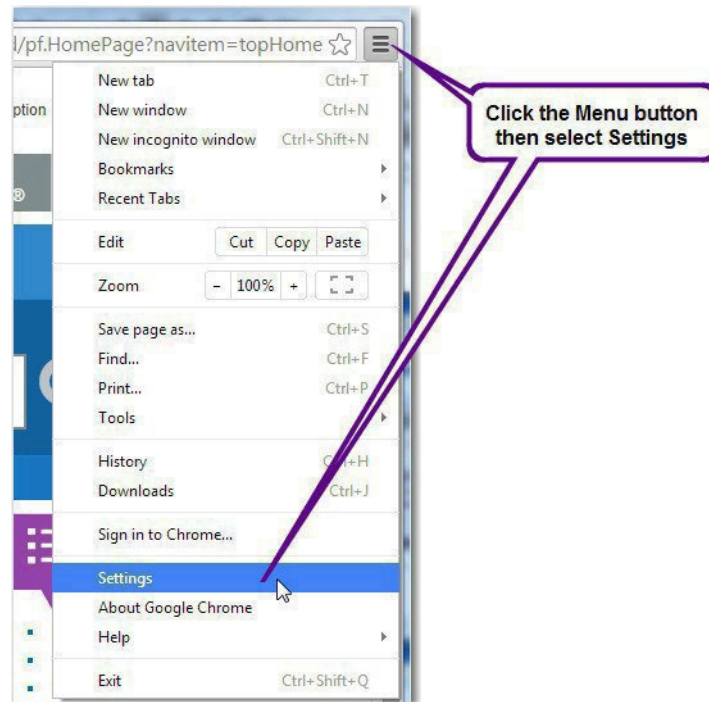 d/pf.HomePage?navitem=topHome
ption
®
New tab Ctrl+T
New window Ctrl+N
New incognito window Ctrl+Shift+N
Bookmarks
Recent Tabs
Edit Cut Copy Paste
Zoom - 100% +
Save page as... Ctrl+S
Find... Ctrl+F
Print... Ctrl+P
Tools
History Ctrl+H
Downloads Ctrl+J
Sign in to Chrome...
Settings
About Google Chrome
Help
Exit Ctrl+Shift+Q
Click the Menu button
then select Settings